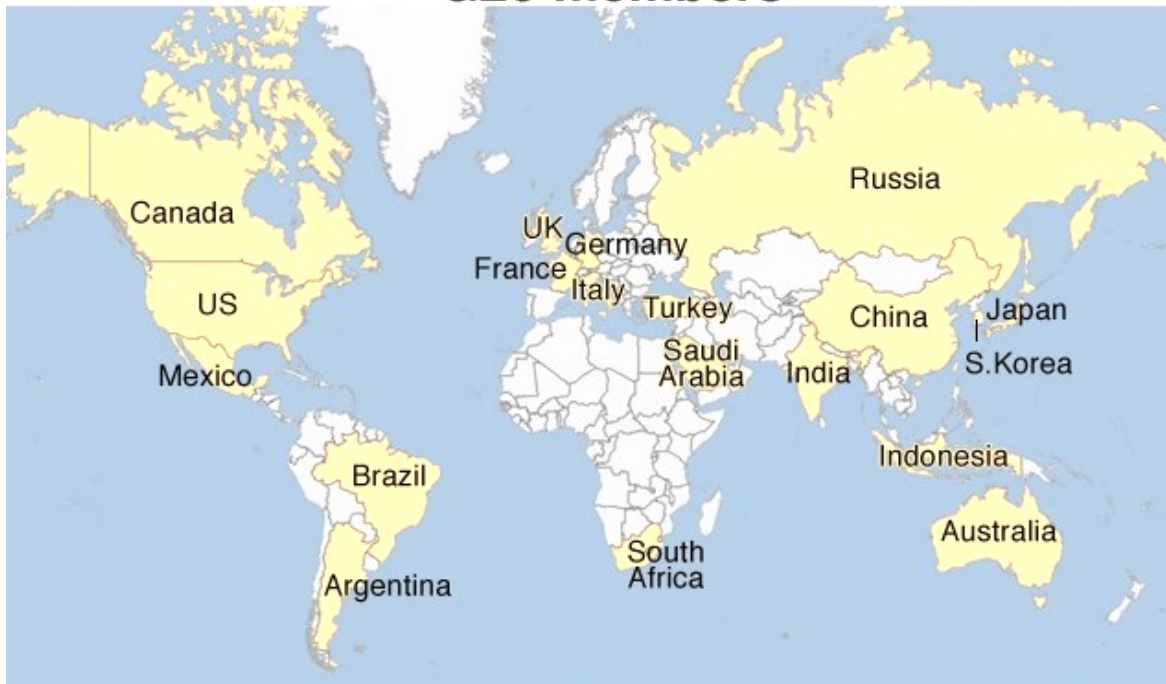 Russia
Canada
UK
Germany
France
Italy
US
Turkey
China
Japan
Saudi
Arabia
S.Korea
Mexico
India
Indonesia
Brazil
Australia
South
Africa
Argentina